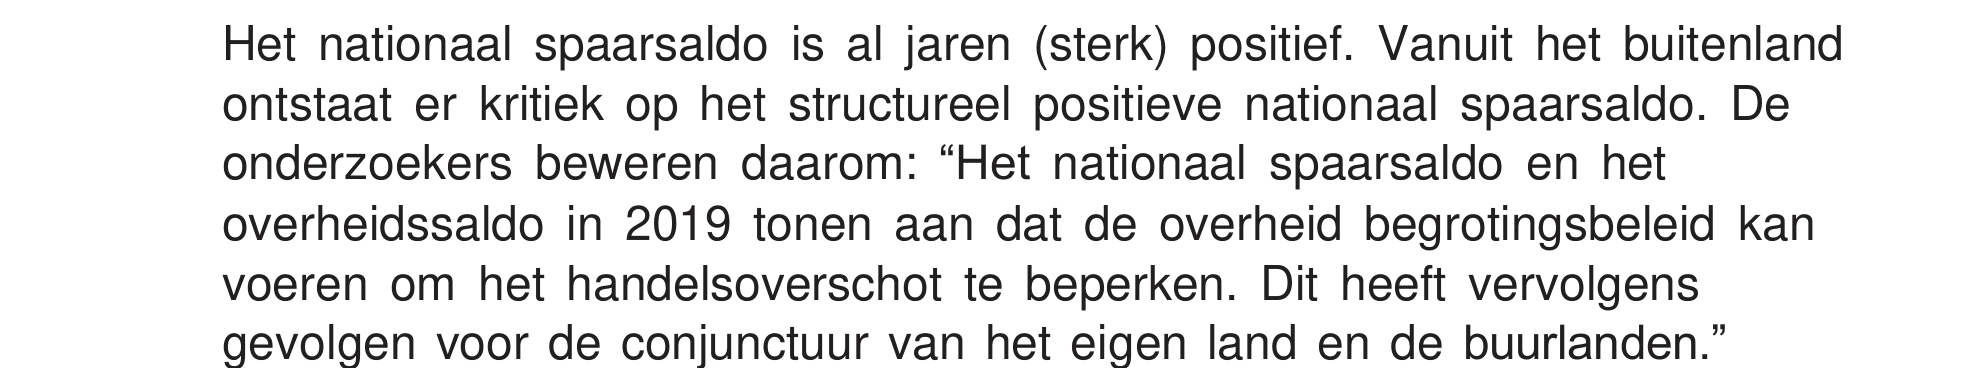 Het nationaal spaarsaldo is al jaren (sterk) positief. Vanuit het buitenland
ontstaat er kritiek op het structureel positieve nationaal spaarsaldo. De
onderzoekers beweren daarom: “Het nationaal spaarsaldo en het
overheidssaldo in 2019 tonen aan dat de overheid begrotingsbeleid kan
voeren om het handelsoverschot te beperken. Dit heeft vervolgens
gevolgen voor de conjunctuur van het eigen land en de buurlanden.”